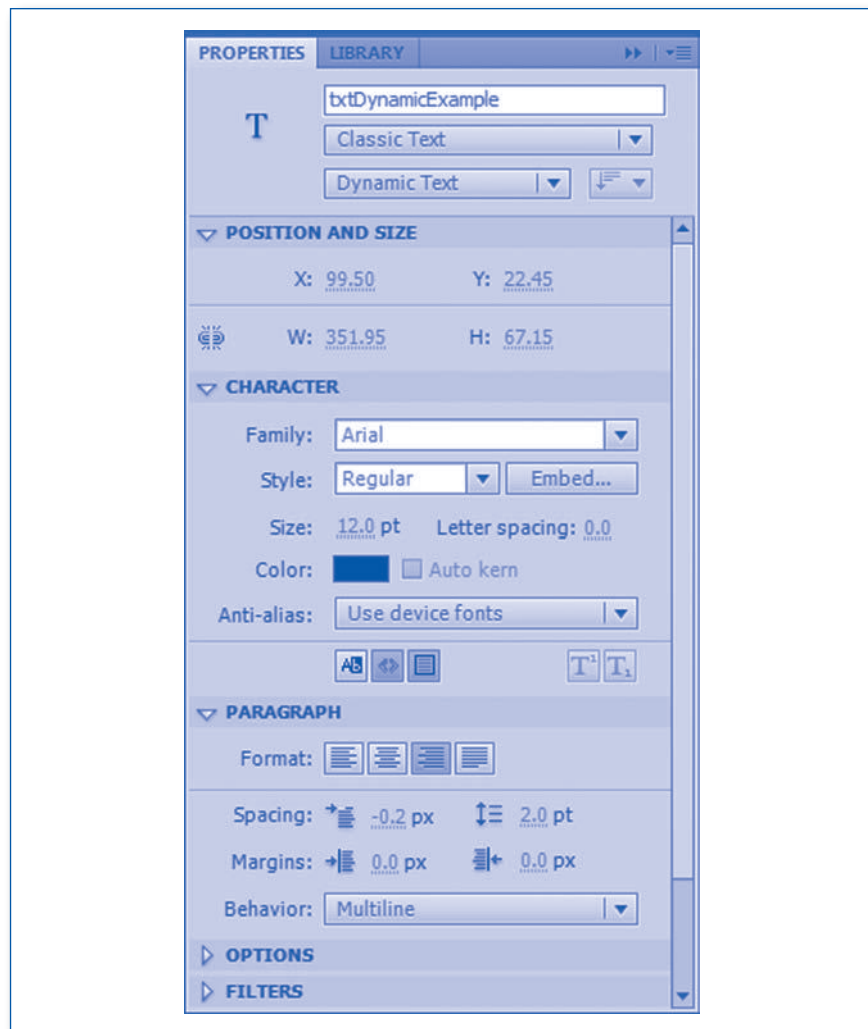 PROPERTIES LIBRARY
T
txtDynamicExample
Classic Text
Dynamic Text
POSITION AND SIZE
X: 99.50 Y: 22.45
W: 351.95 H: 67.15
CHARACTER
Family: Arial
Style: Regular Embed...
Size: 12.0 pt Letter spacing: 0.0
Color: Auto kern
Anti-alias: Use device fonts
Ab <> T¹ T₁
PARAGRAPH
Format:
Spacing: -0.2 px 2.0 pt
Margins: 0.0 px 0.0 px
Behavior: Multiline
OPTIONS
FILTERS